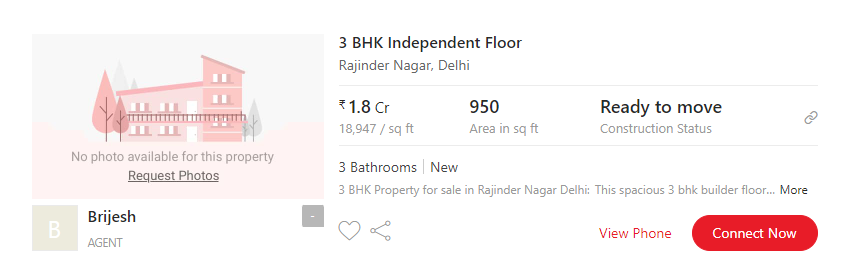 3 BHK Independent Floor
Rajinder Nagar, Delhi
₹ 1.8 Cr
18,947 / sq ft
950
Area in sq ft
Ready to move
Construction Status
No photo available for this property
Request Photos
3 Bathrooms | New
3 BHK Property for sale in Rajinder Nagar Delhi: This spacious 3 bhk builder floor... More
B
Brijesh
-
AGENT
View Phone
Connect Now